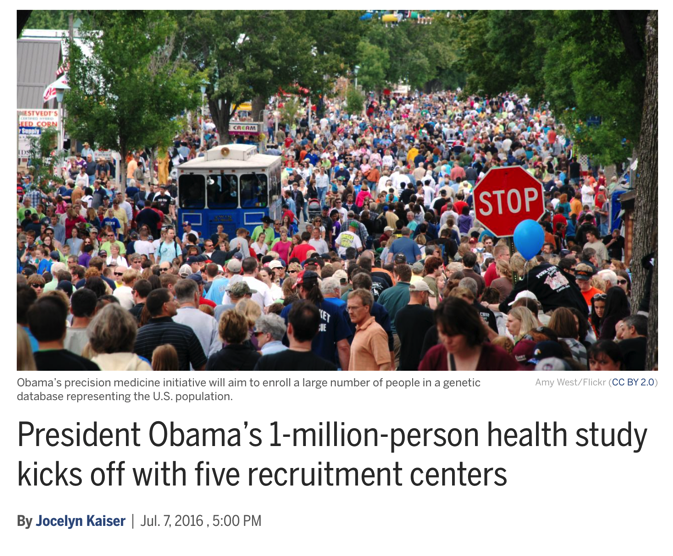 CREAM
STOP
Obama's precision medicine initiative will aim to enroll a large number of people in a genetic
database representing the U.S. population.
Amy West/Flickr (CC BY 2.0)
President Obama's 1-million-person health study
kicks off with five recruitment centers
By Jocelyn Kaiser | Jul. 7, 2016 , 5:00 PM